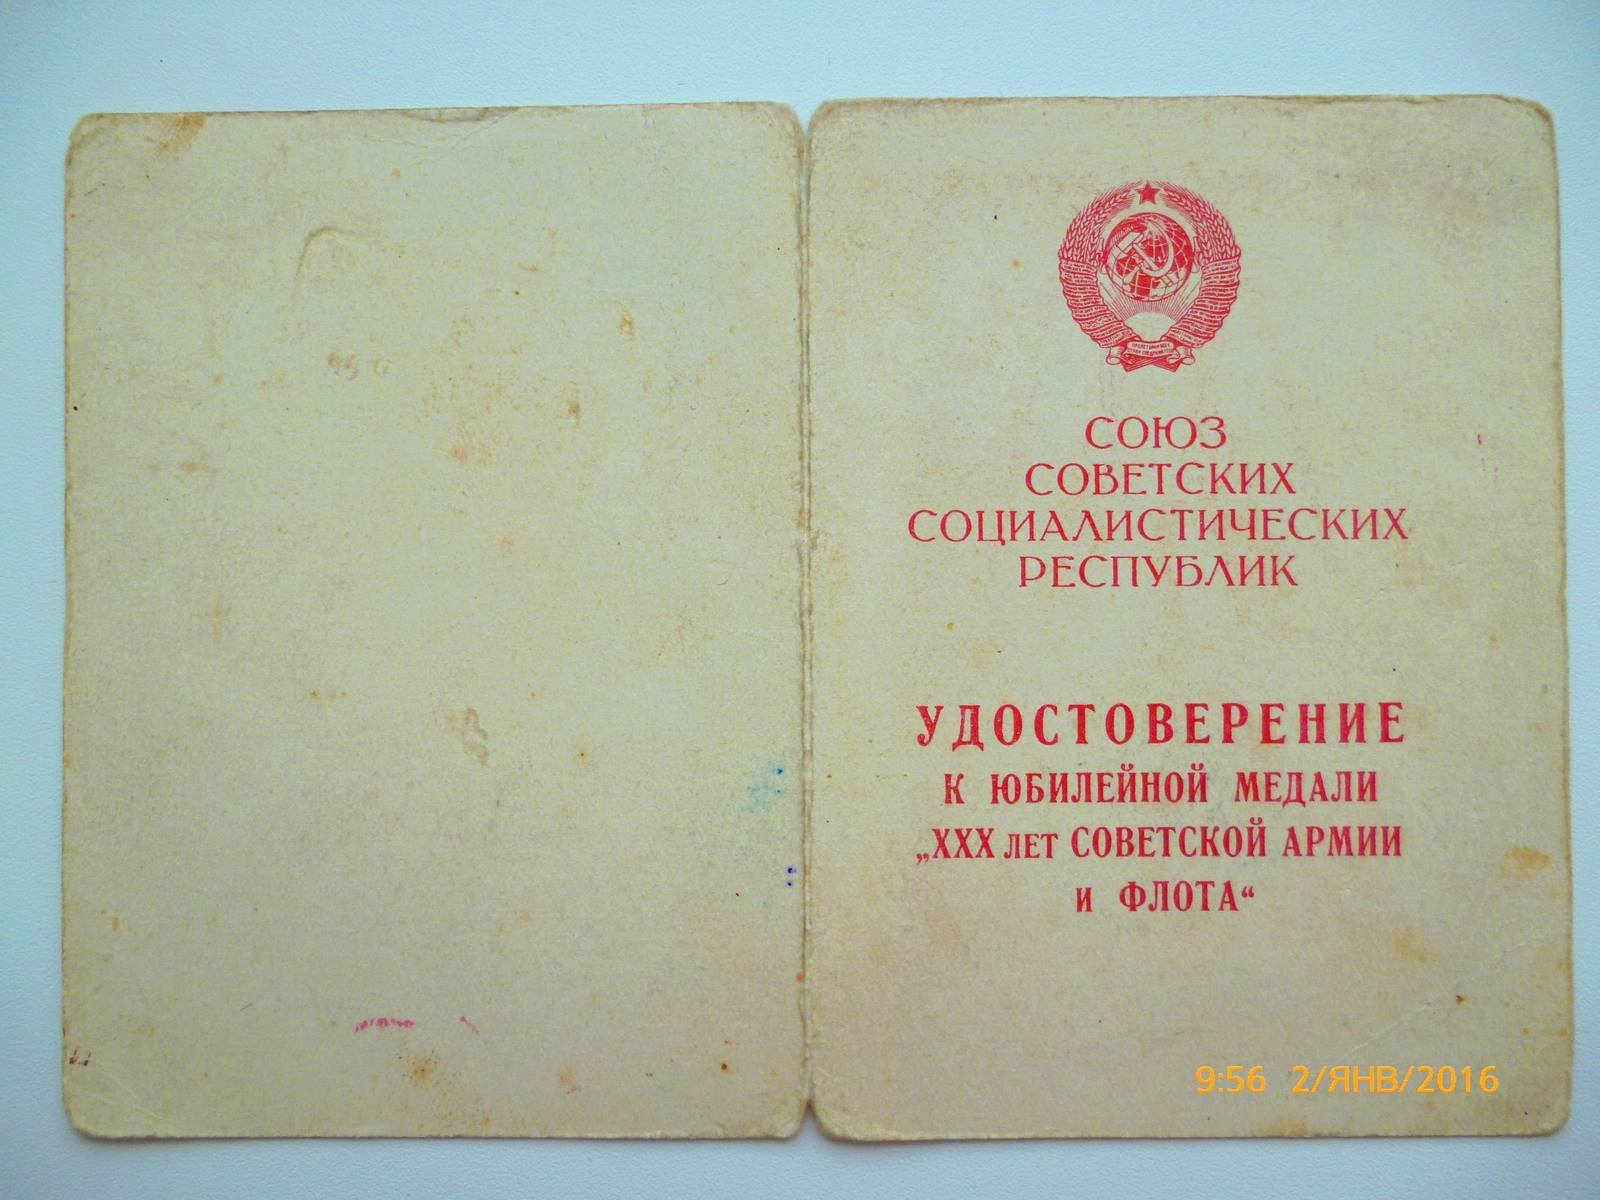 СОЮЗ
СОВЕТСКИХ
СОЦИАЛИСТИЧЕСКИХ
РЕСПУБЛИК
УДОСТОВЕРЕНИЕ
К ЮБИЛЕЙНОЙ МЕДАЛИ
„XXX ЛЕТ СОВЕТСКОЙ АРМИИ
И ФЛОТА“
9:56 2/ЯНВ/2016